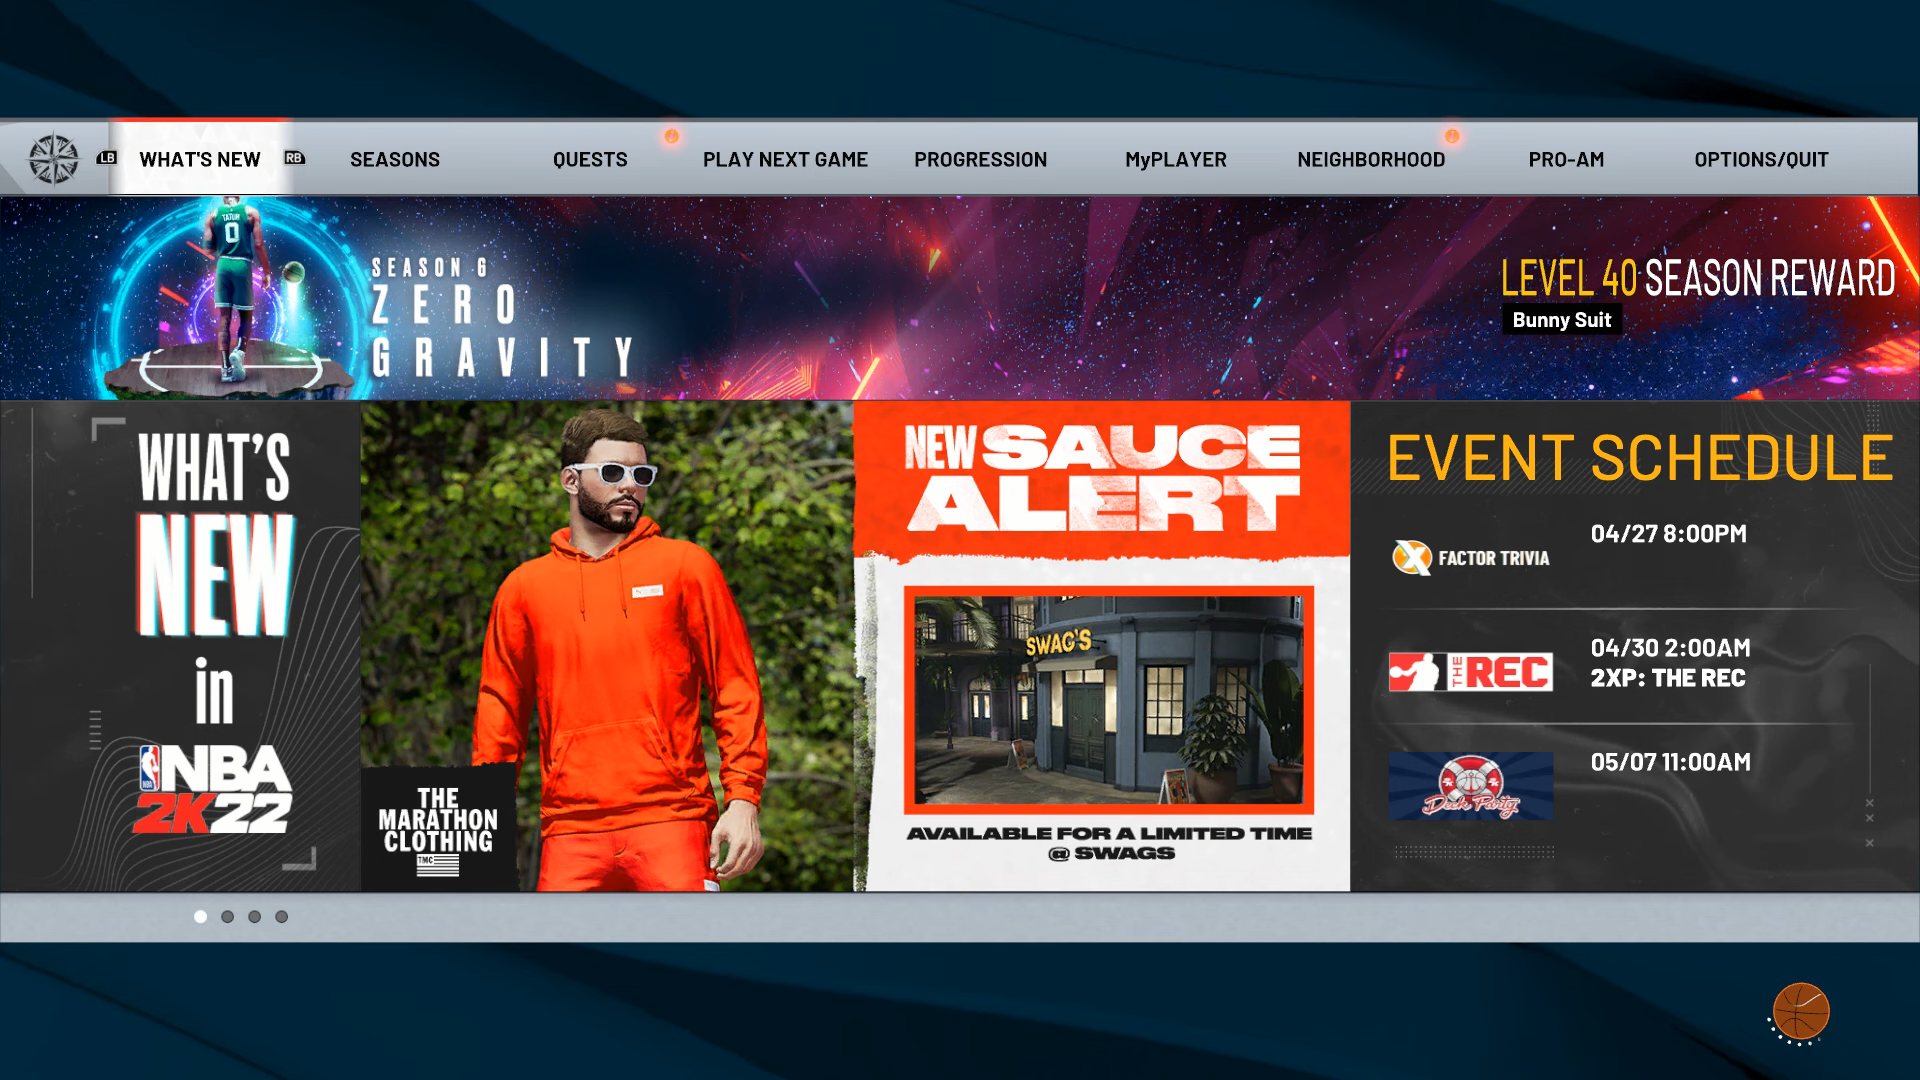 LB
WHAT'S NEW
RB
SEASONS
QUESTS
PLAY NEXT GAME
PROGRESSION
MyPLAYER
NEIGHBORHOOD
PRO-AM
OPTIONS/QUIT
TATUM
0
SEASON 6
ZERO
GRAVITY
LEVEL 40 SEASON REWARD
Bunny Suit
WHAT'S
NEW
in
NBA
2K22
THE
MARATHON
CLOTHING
TMC
NEW SAUCE
ALERT
SWAG'S
AVAILABLE FOR A LIMITED TIME
@ SWAGS
EVENT SCHEDULE
X FACTOR TRIVIA
04/27 8:00PM
THE REC
04/30 2:00AM
2XP: THE REC
Deck Party
05/07 11:00AM